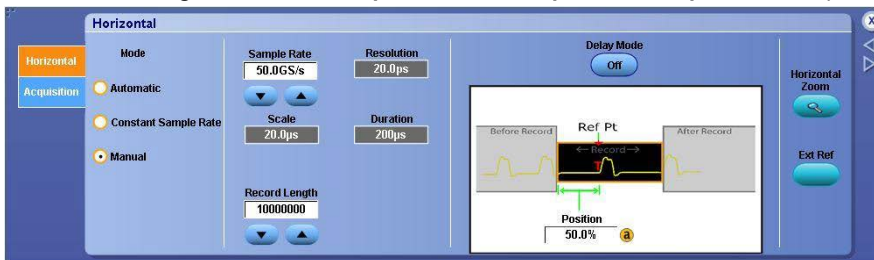 Horizontal
Horizontal
Acquisition
Mode
Automatic
Constant Sample Rate
Manual
Sample Rate
50.0GS/s
Scale
20.0μs
Record Length
10000000
Resolution
20.0ps
Duration
200μs
Delay Mode
Off
Before Record
Ref Pt
After Record
←Record→
T
Position
50.0%
a
Horizontal
Zoom
Ext Ref
X